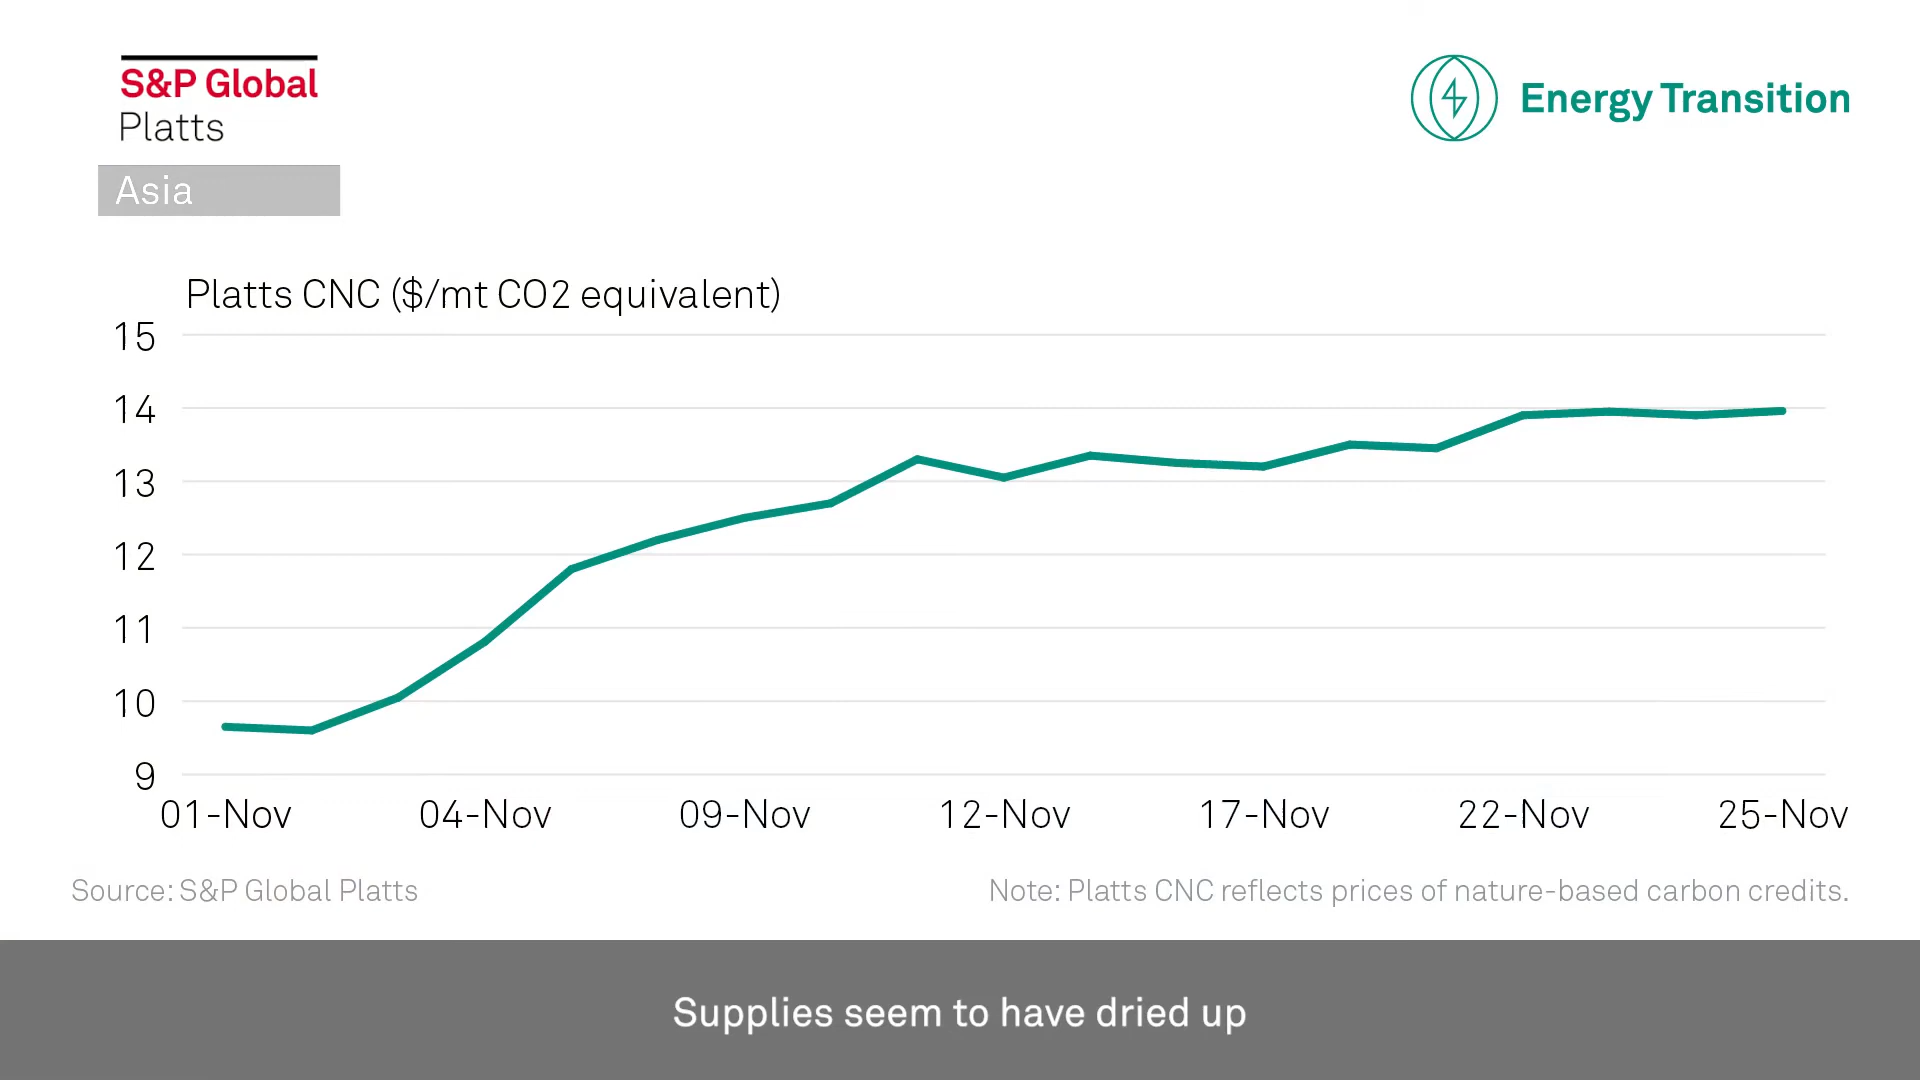 S&P Global
Platts
Energy Transition
Asia
Platts CNC ($/mt CO2 equivalent)
15
14
13
12
11
10
9
01-Nov 04-Nov 09-Nov 12-Nov 17-Nov 22-Nov 25-Nov
Source: S&P Global Platts
Note: Platts CNC reflects prices of nature-based carbon credits.
Supplies seem to have dried up